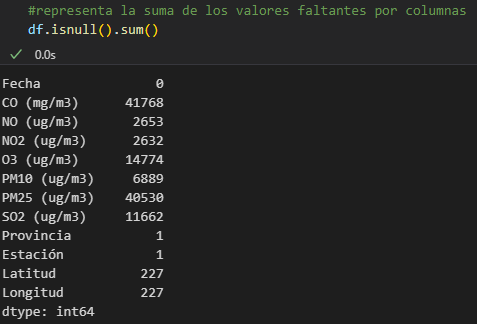 #representa la suma de los valores faltantes por columnas
df.isnull().sum()
0.0s
Fecha 0
CO (mg/m3) 41768
NO (ug/m3) 2653
NO2 (ug/m3) 2632
O3 (ug/m3) 14774
PM10 (ug/m3) 6889
PM25 (ug/m3) 40530
SO2 (ug/m3) 11662
Provincia 1
Estación 1
Latitud 227
Longitud 227
dtype: int64